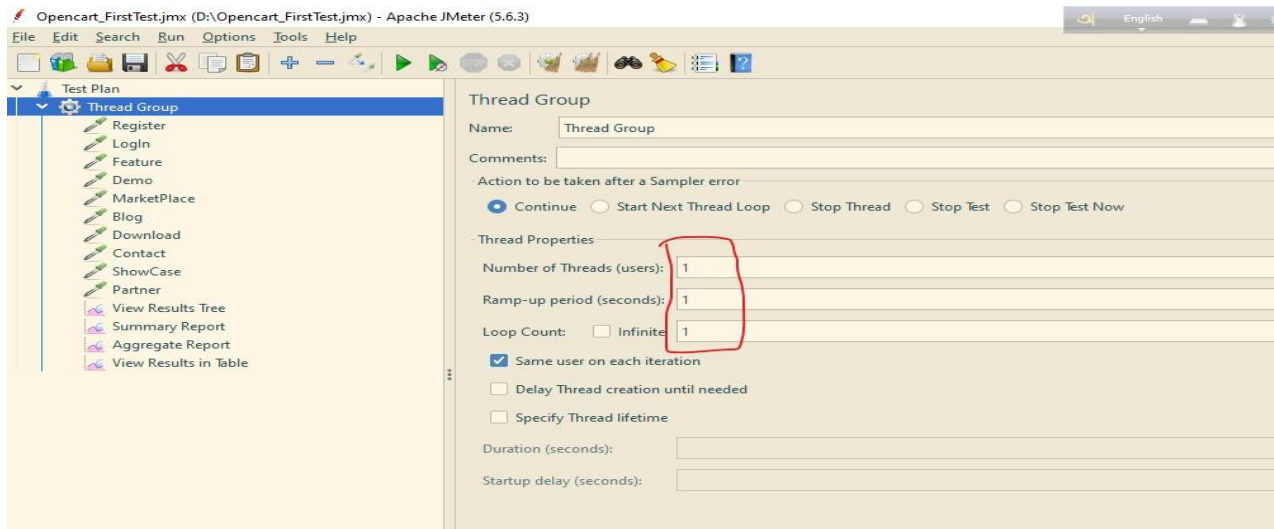 Opencart_FirstTest.jmx (D:\Opencart_FirstTest.jmx) - Apache JMeter (5.6.3)
English
File Edit Search Run Options Tools Help
Test Plan
Thread Group
Register
LogIn
Feature
Demo
MarketPlace
Blog
Download
Contact
ShowCase
Partner
View Results Tree
Summary Report
Aggregate Report
View Results in Table
Thread Group
Name: Thread Group
Comments:
Action to be taken after a Sampler error
Continue Start Next Thread Loop Stop Thread Stop Test Stop Test Now
Thread Properties
Number of Threads (users): 1
Ramp-up period (seconds): 1
Loop Count: Infinite 1
Same user on each iteration
Delay Thread creation until needed
Specify Thread lifetime
Duration (seconds):
Startup delay (seconds):